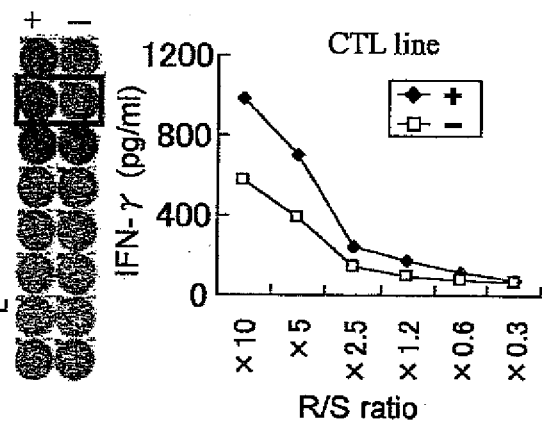 + −
CTL line
+
−
1200
800
400
0
IFN-γ (pg/ml)
× 10 × 5 × 2.5 × 1.2 × 0.6 × 0.3
R/S ratio